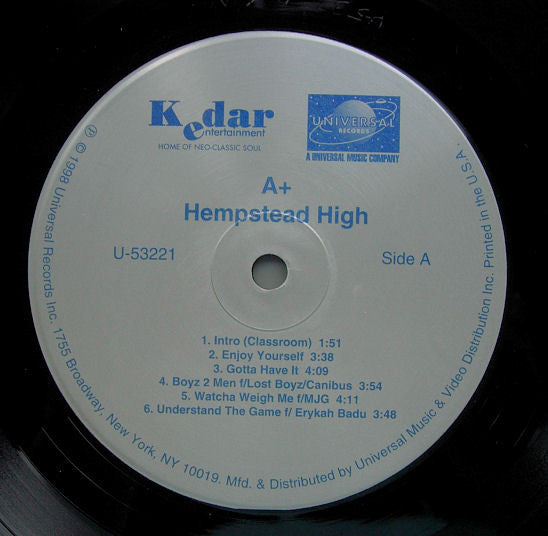 Kedar
entertainment
HOME OF NEO-CLASSIC SOUL
UNIVERSAL
RECORDS
A UNIVERSAL MUSIC COMPANY
A+
Hempstead High
U-53221
Side A
1. Intro (Classroom) 1:51
2. Enjoy Yourself 3:38
3. Gotta Have It 4:09
4. Boyz 2 Men f/Lost Boyz/Canibus 3:54
5. Watcha Weigh Me f/MJG 4:11
6. Understand The Game f/ Erykah Badu 3:48
℗ © 1998 Universal Records Inc. 1755 Broadway, New York, NY 10019. Mfd. & Distributed by Universal Music & Video Distribution Inc. Printed in the U.S.A.